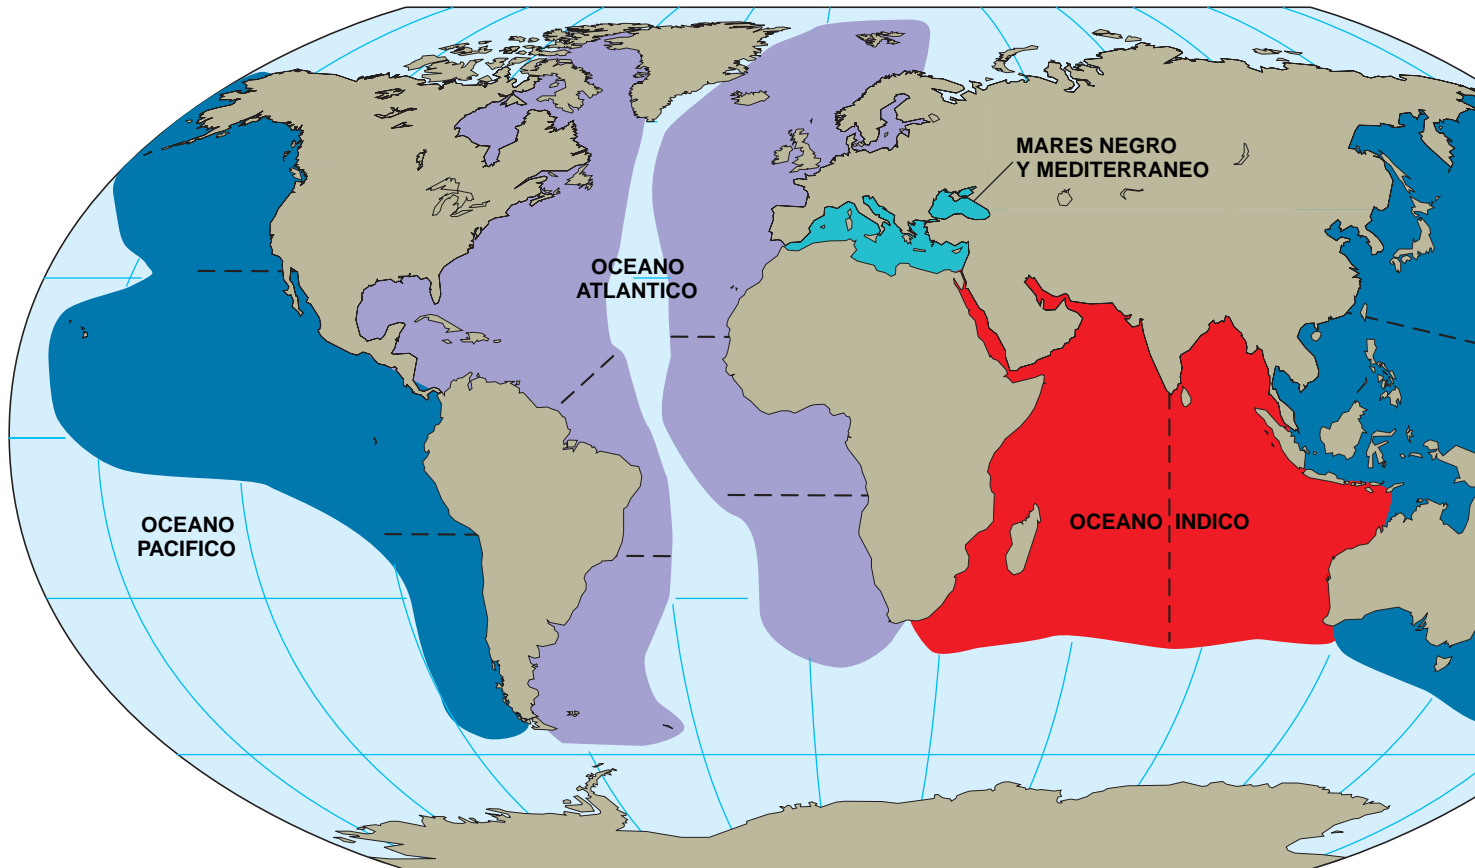 MARES NEGRO
Y MEDITERRANEO
OCEANO
ATLANTICO
OCEANO
PACIFICO
OCEANO INDICO